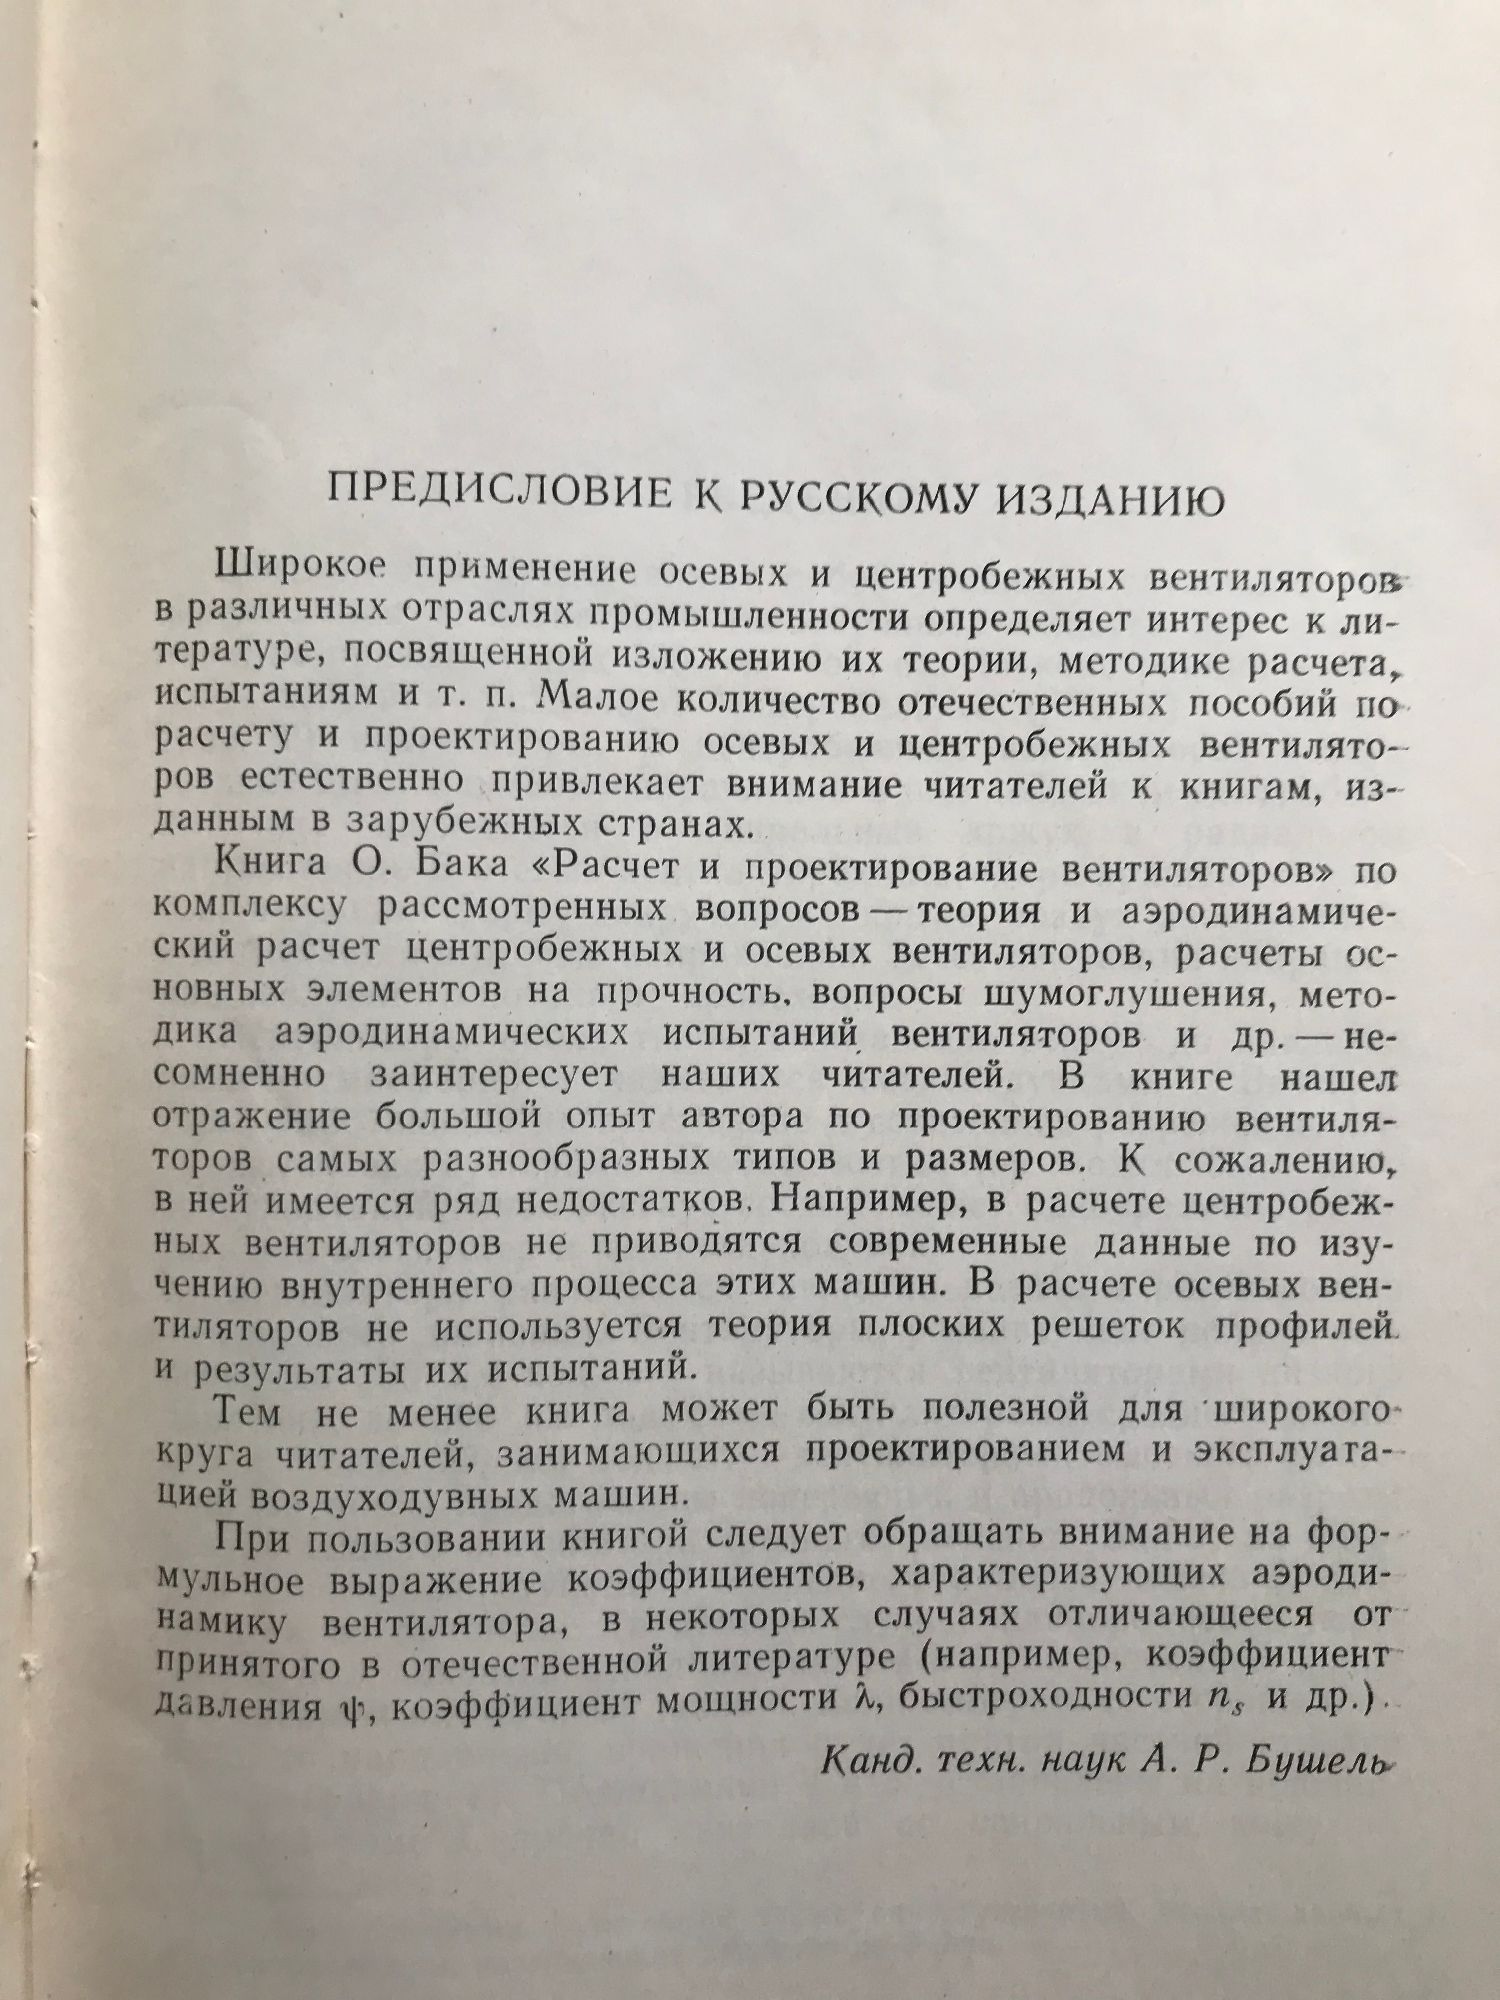 ПРЕДИСЛОВИЕ К РУССКОМУ ИЗДАНИЮ
Широкое применение осевых и центробежных вентиляторов
в различных отраслях промышленности определяет интерес к ли-
тературе, посвященной изложению их теории, методике расчета,
испытаниям и т. п. Малое количество отечественных пособий по
расчету и проектированию осевых и центробежных вентилято-
ров естественно привлекает внимание читателей к книгам, из-
данным в зарубежных странах.
Книга О. Бака «Расчет и проектирование вентиляторов» по
комплексу рассмотренных вопросов — теория и аэродинамиче-
ский расчет центробежных и осевых вентиляторов, расчеты ос-
новных элементов на прочность, вопросы шумоглушения, мето-
дика аэродинамических испытаний вентиляторов и др. — не-
сомненно заинтересует наших читателей. В книге нашел
отражение большой опыт автора по проектированию вентиля-
торов самых разнообразных типов и размеров. К сожалению,
в ней имеется ряд недостатков. Например, в расчете центробеж-
ных вентиляторов не приводятся современные данные по изу-
чению внутреннего процесса этих машин. В расчете осевых вен-
тиляторов не используется теория плоских решеток профилей
и результаты их испытаний.
Тем не менее книга может быть полезной для широкого
круга читателей, занимающихся проектированием и эксплуата-
цией воздуходувных машин.
При пользовании книгой следует обращать внимание на фор-
мульное выражение коэффициентов, характеризующих аэроди-
намику вентилятора, в некоторых случаях отличающееся от
принятого в отечественной литературе (например, коэффициент
давления ψ, коэффициент мощности λ, быстроходности nₛ и др.).
Канд. техн. наук А. Р. Бушель